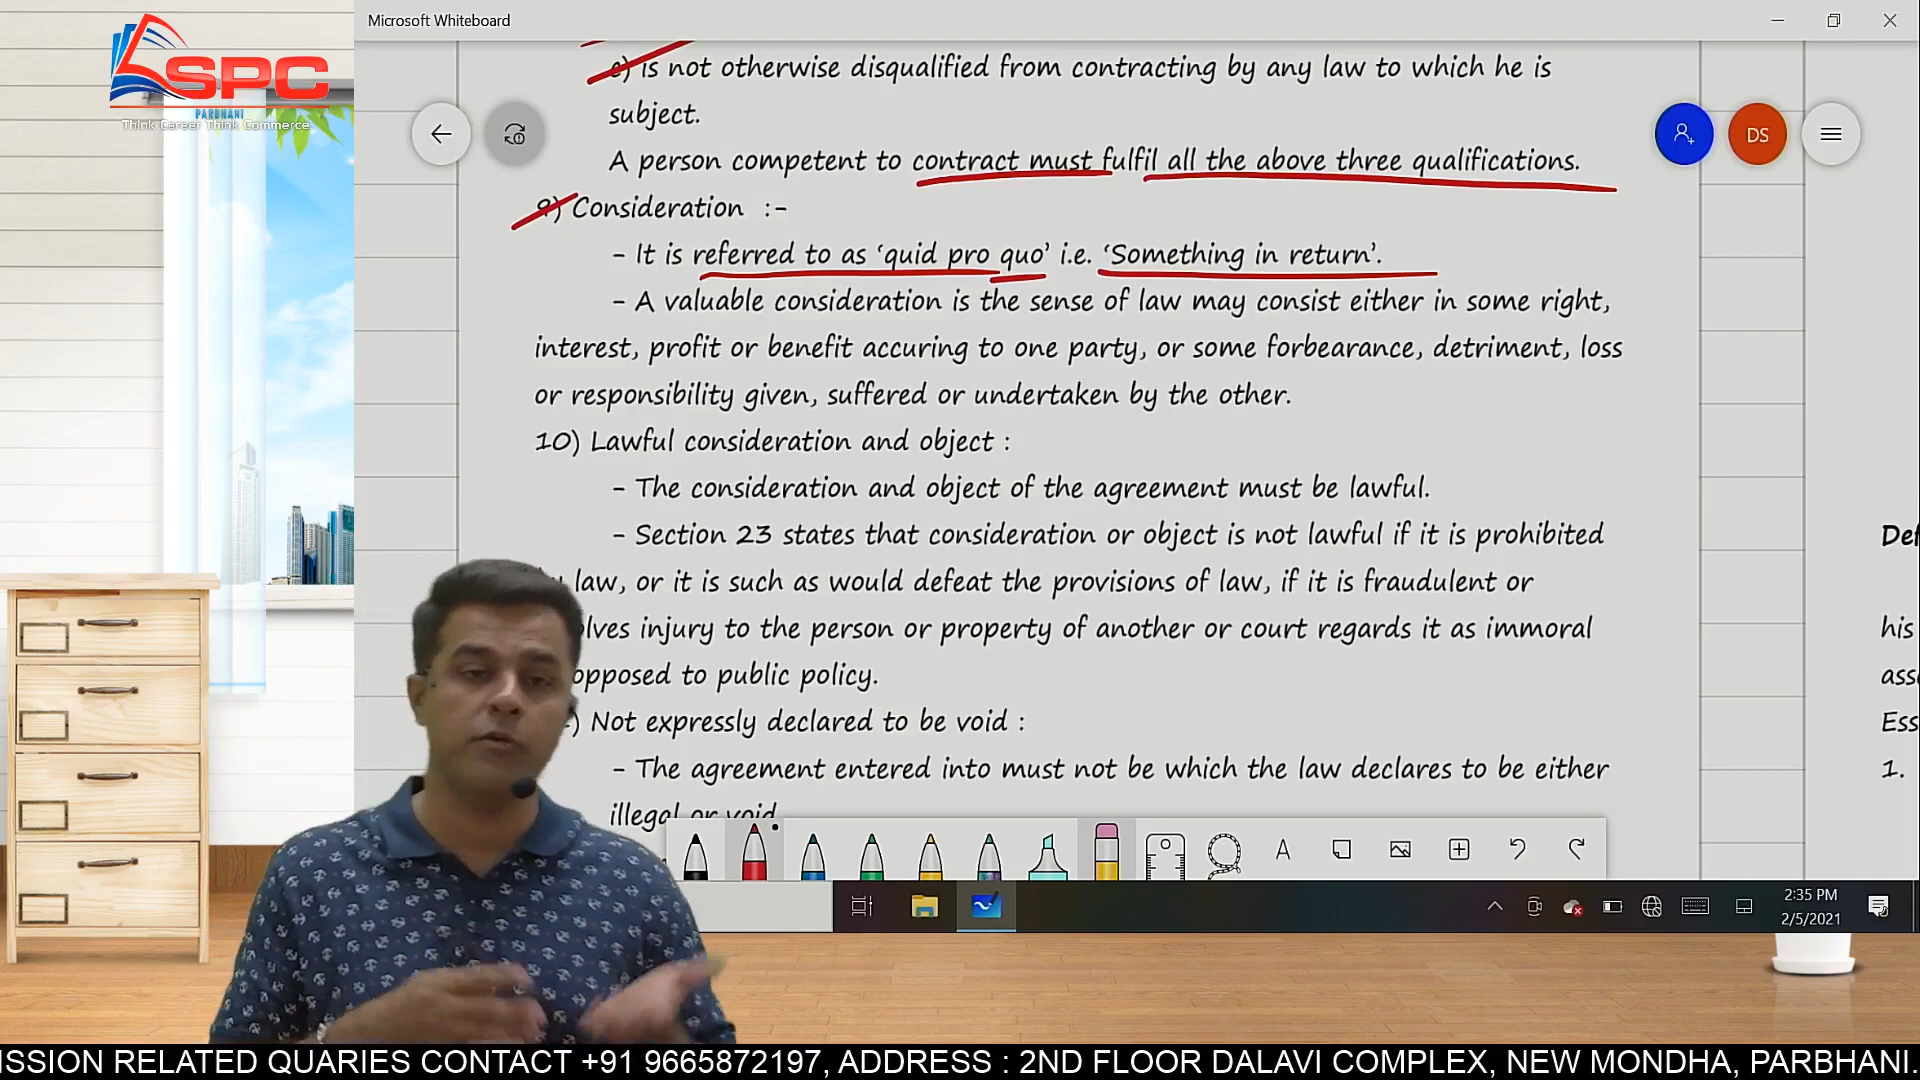 Microsoft Whiteboard
SPC
PARBHANI
Think Career Think Commerce.
c) is not otherwise disqualified from contracting by any law to which he is
subject.
DS
A person competent to contract must fulfil all the above three qualifications.
9) Consideration :-
- It is referred to as ‘quid pro quo’ i.e. ‘Something in return’.
- A valuable consideration is the sense of law may consist either in some right,
interest, profit or benefit accuring to one party, or some forbearance, detriment, loss
or responsibility given, suffered or undertaken by the other.
10) Lawful consideration and object :
- The consideration and object of the agreement must be lawful.
- Section 23 states that consideration or object is not lawful if it is prohibited
law, or it is such as would defeat the provisions of law, if it is fraudulent or
injury to the person or property of another or court regards it as immoral
opposed to public policy.
) Not expressly declared to be void :
- The agreement entered into must not be which the law declares to be either
illegal or void
his
1.
2:35 PM
2/5/2021
ISSION RELATED QUARIES CONTACT +91 9665872197, ADDRESS : 2ND FLOOR DALAVI COMPLEX, NEW MONDHA, PARBHANI.